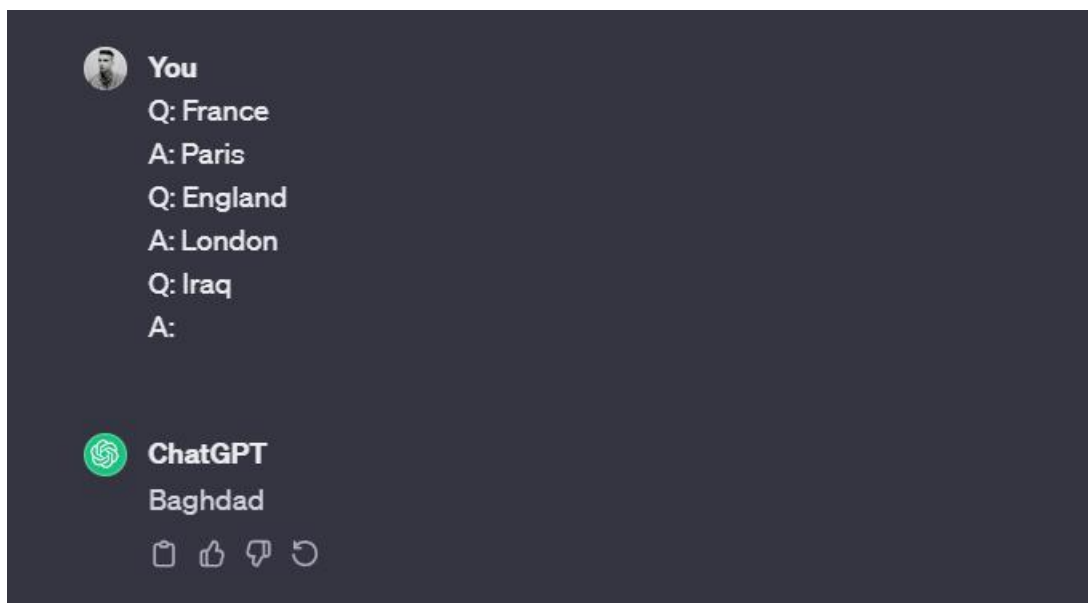 You
Q: France
A: Paris
Q: England
A: London
Q: Iraq
A:
ChatGPT
Baghdad